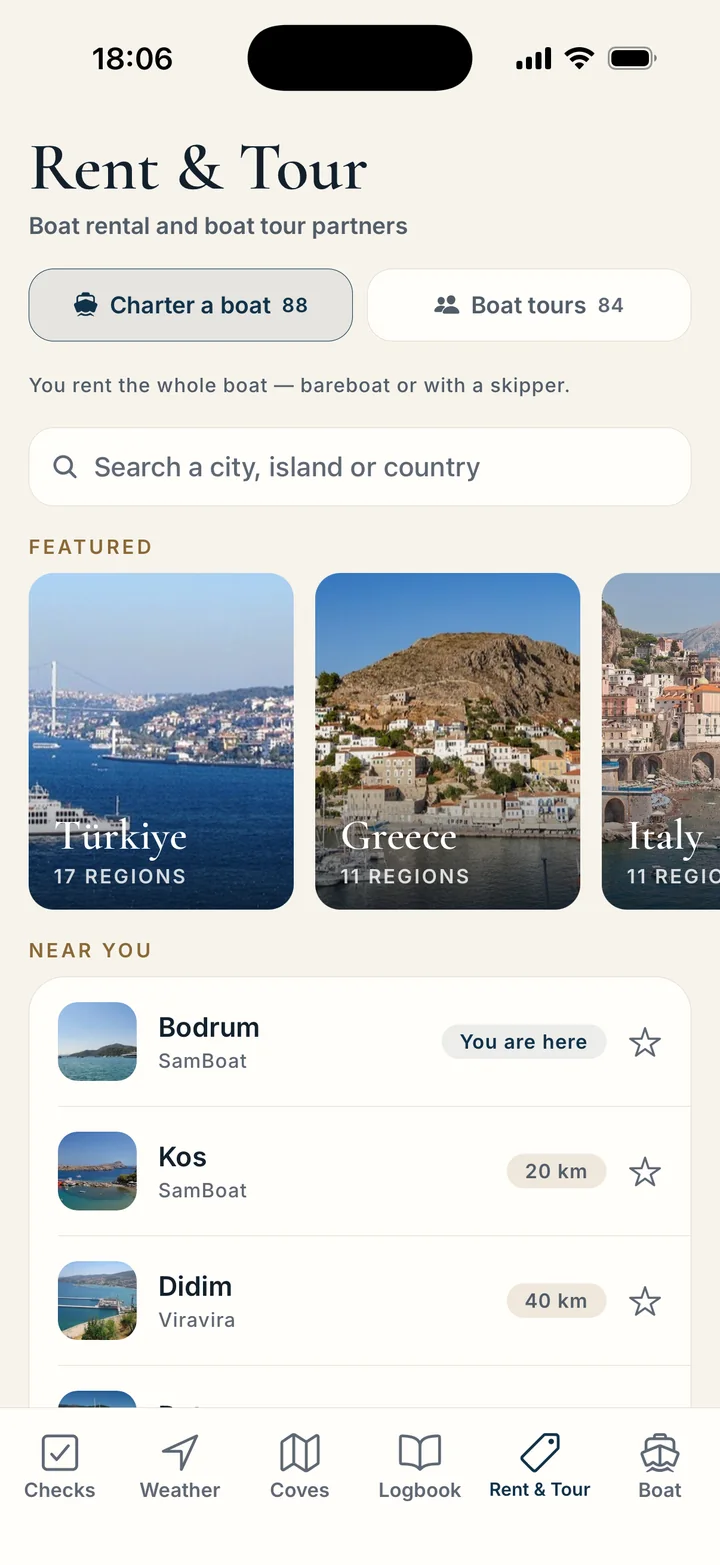 18:06
Rent & Tour
Boat rental and boat tour partners
Charter a boat 88
Boat tours 84
You rent the whole boat — bareboat or with a skipper.
Search a city, island or country
FEATURED
Türkiye
17 REGIONS
Greece
11 REGIONS
Italy
11
NEAR YOU
Bodrum
SamBoat
You are here
Kos
SamBoat
20 km
Didim
Viravira
40 km
Checks
Weather
Coves
Logbook
Rent & Tour
Boat